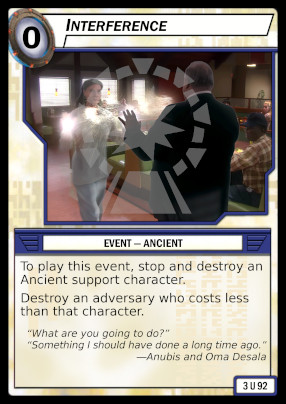 0
INTERFERENCE
EVENT – ANCIENT
To play this event, stop and destroy an
Ancient support character.
Destroy an adversary who costs less
than that character.
“What are you going to do?”
“Something I should have done a long time ago.”
—Anubis and Oma Desala
3 U 92